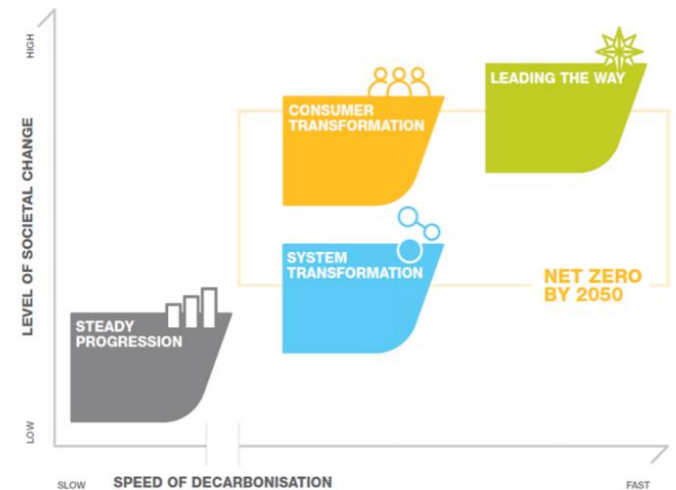 HIGH
LEVEL OF SOCIETAL CHANGE
LOW
LEADING THE WAY
CONSUMER
TRANSFORMATION
SYSTEM
TRANSFORMATION
NET ZERO
BY 2050
STEADY
PROGRESSION
SLOW
SPEED OF DECARBONISATION
FAST